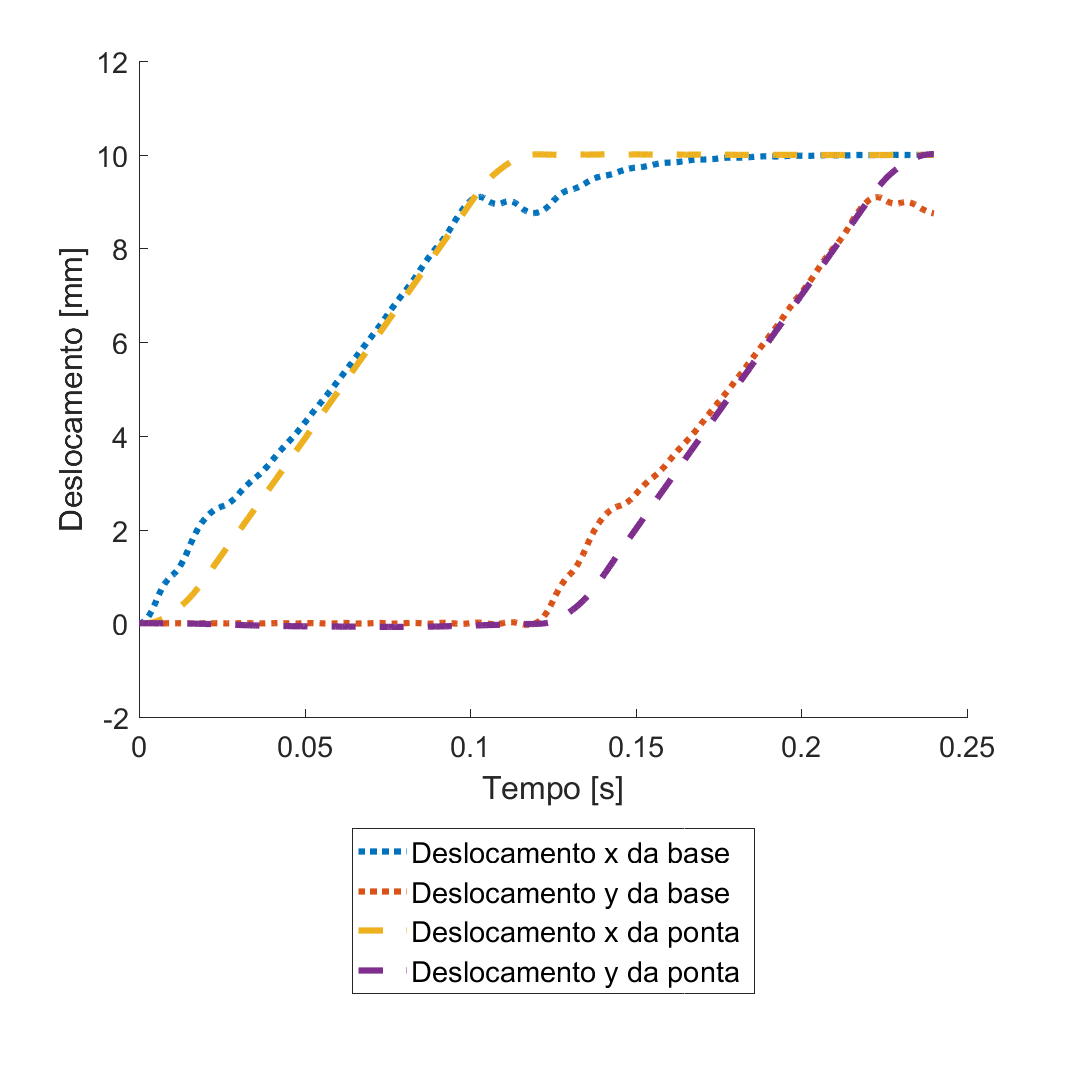 12
10
8
6
4
2
0
-2
Deslocamento [mm]
0 0.05 0.1 0.15 0.2 0.25
Tempo [s]
Deslocamento x da base
Deslocamento y da base
Deslocamento x da ponta
Deslocamento y da ponta